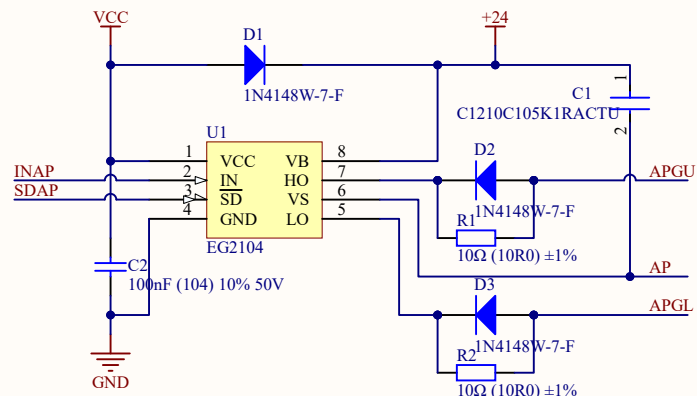 VCC
+24
D1
1N4148W-7-F
C1
1
C1210C105K1RACTU
2
U1
1
VCC
VB
8
D2
INAP
2
IN
HO
7
APGU
SDAP
3
SD
VS
6
1N4148W-7-F
4
GND
LO
5
R1
EG2104
10Ω (10R0) ±1%
C2
AP
100nF (104) 10% 50V
D3
APGL
1N4148W-7-F
R2
GND
10Ω (10R0) ±1%